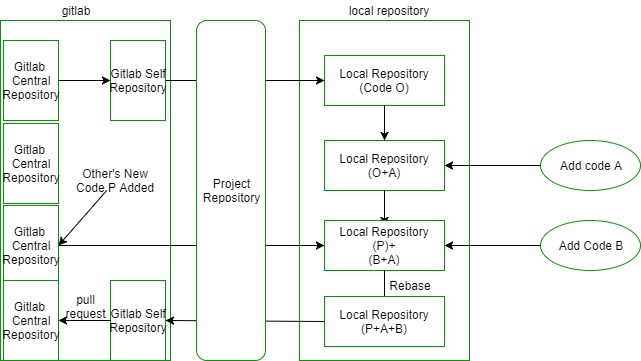 gitlab
local repository
Gitlab
Central
Repository
Gitlab Self
Repository
Local Repository
(Code O)
Gitlab
Central
Repository
Other's New
Code P Added
Project
Repository
Local Repository
(O+A)
Add code A
Gitlab
Central
Repository
Local Repository
(P)+
(B+A)
Add Code B
Rebase
Gitlab
Central
Repository
pull
request
Gitlab Self
Repository
Local Repository
(P+A+B)